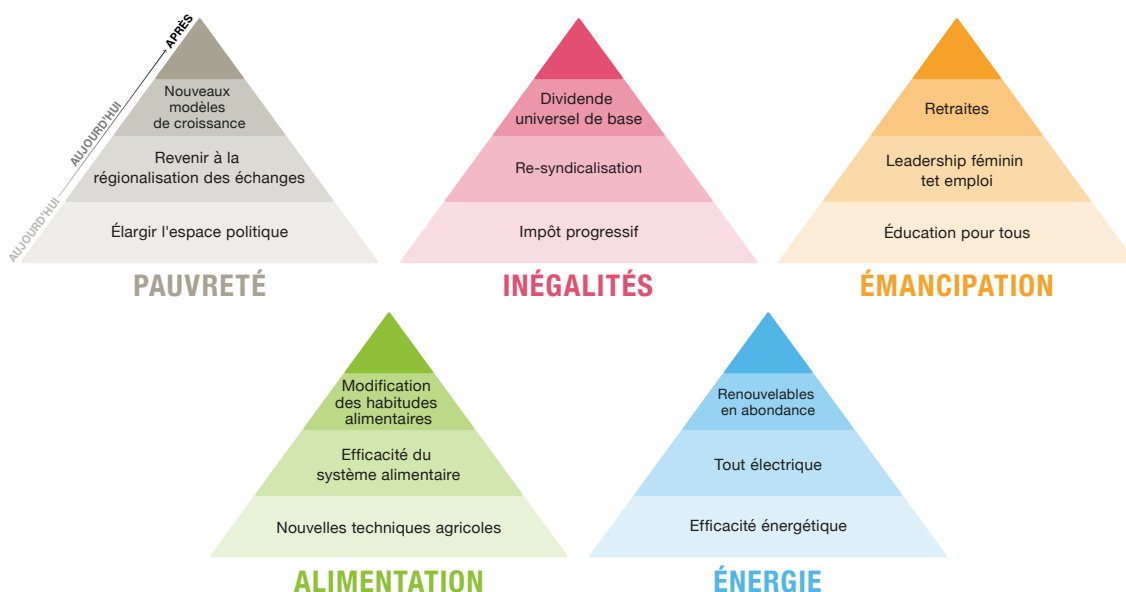 APRÈS
AUJOURD'HUI
AUJOURD'HUI
Nouveaux
modèles
de croissance
Revenir à la
régionalisation des échanges
Élargir l'espace politique
PAUVRETÉ
Dividende
universel de base
Re-syndicalisation
Impôt progressif
INÉGALITÉS
Retraites
Leadership féminin
tet emploi
Éducation pour tous
ÉMANCIPATION
Modification
des habitudes
alimentaires
Efficacité du
système alimentaire
Nouvelles techniques agricoles
ALIMENTATION
Renouvelables
en abondance
Tout électrique
Efficacité énergétique
ÉNERGIE